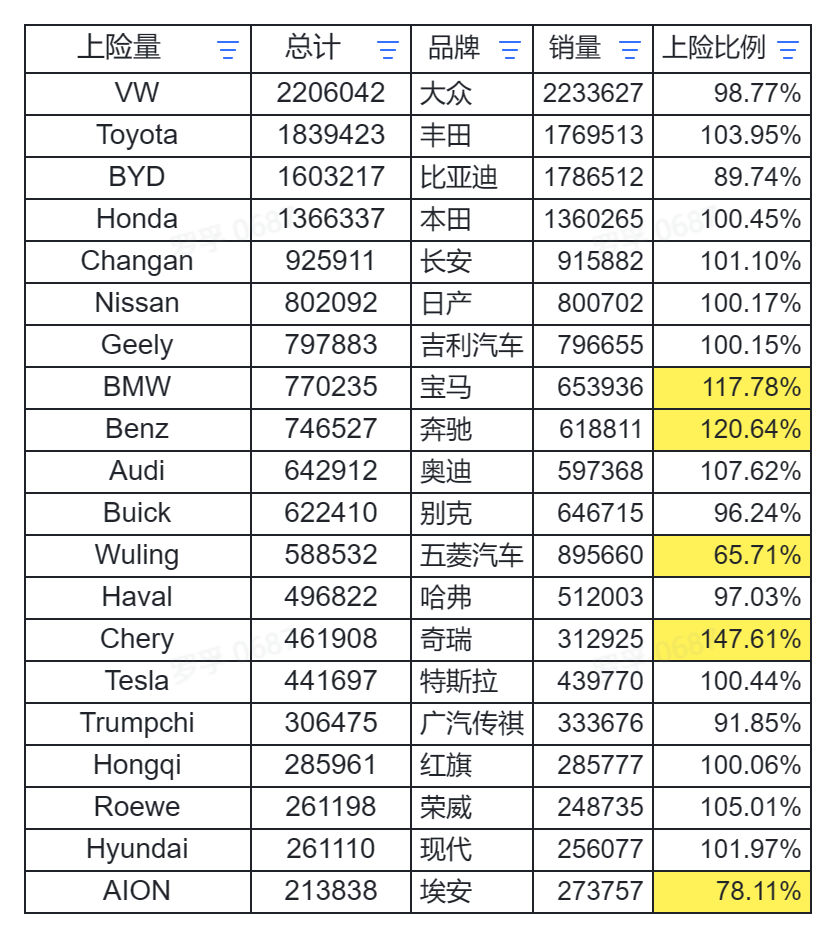 上险量 总计 品牌 销量 上险比例
VW 2206042 大众 2233627 98.77%
Toyota 1839423 丰田 1769513 103.95%
BYD 1603217 比亚迪 1786512 89.74%
Honda 1366337 本田 1360265 100.45%
Changan 925911 长安 915882 101.10%
Nissan 802092 日产 800702 100.17%
Geely 797883 吉利汽车 796655 100.15%
BMW 770235 宝马 653936 117.78%
Benz 746527 奔驰 618811 120.64%
Audi 642912 奥迪 597368 107.62%
Buick 622410 别克 646715 96.24%
Wuling 588532 五菱汽车 895660 65.71%
Haval 496822 哈弗 512003 97.03%
Chery 461908 奇瑞 312925 147.61%
Tesla 441697 特斯拉 439770 100.44%
Trumpchi 306475 广汽传祺 333676 91.85%
Hongqi 285961 红旗 285777 100.06%
Roewe 261198 荣威 248735 105.01%
Hyundai 261110 现代 256077 101.97%
AION 213838 埃安 273757 78.11%